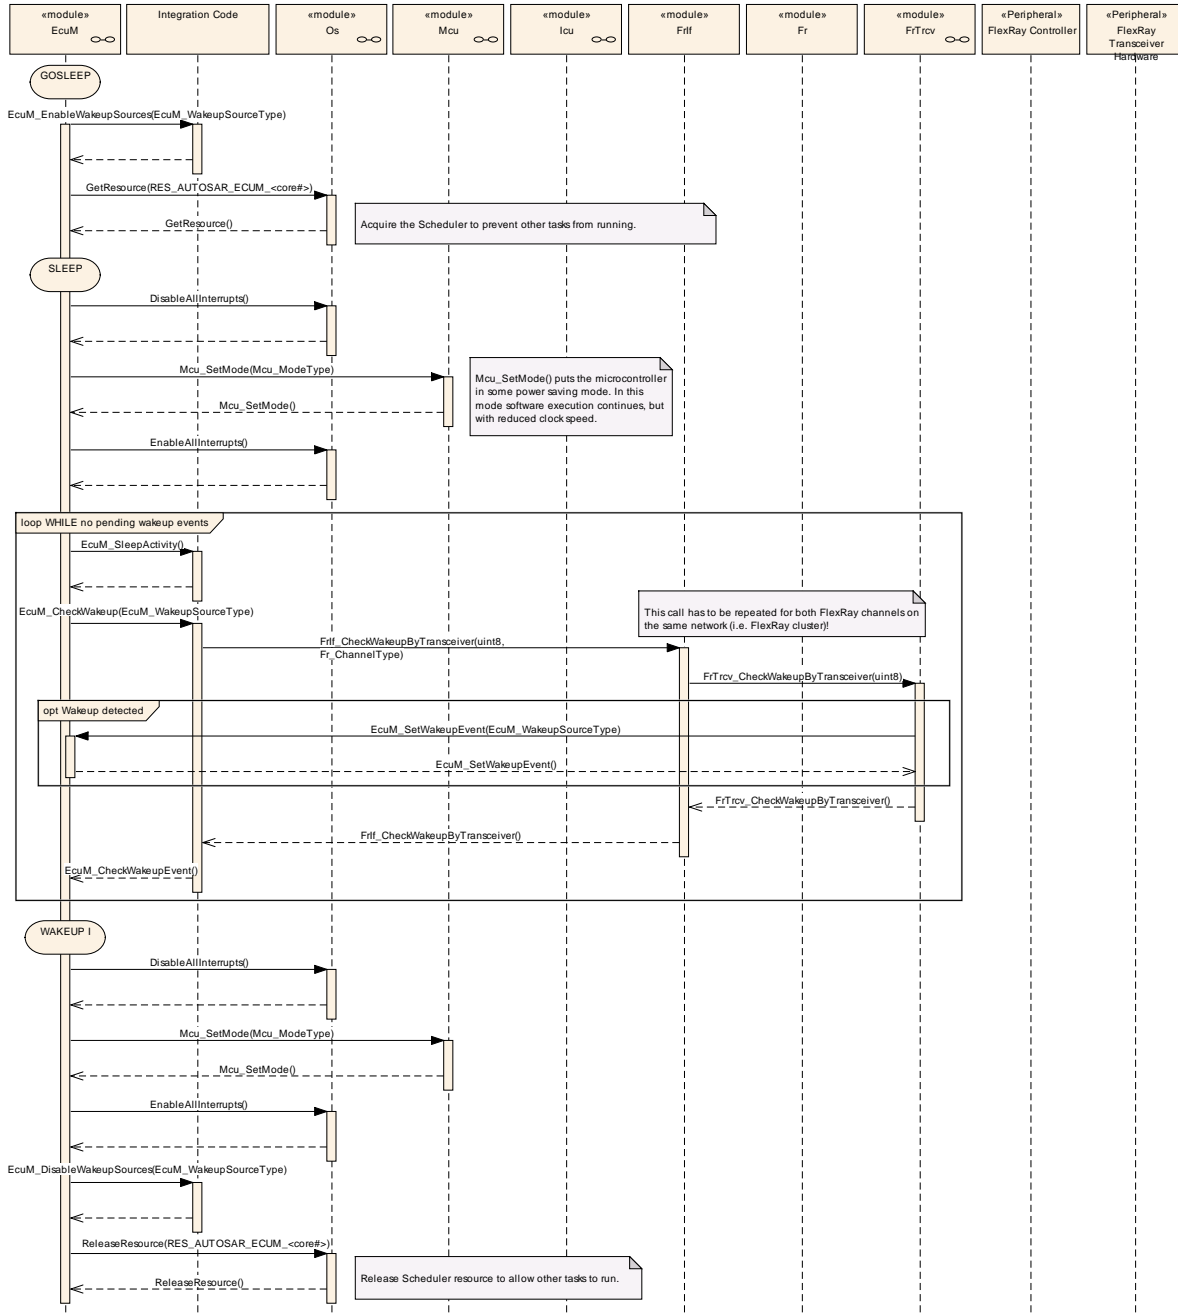 «module»
EcuM
Integration Code
«module»
Os
«module»
Mcu
«module»
Icu
«module»
FrIf
«module»
Fr
«module»
FrTrcv
«Peripheral»
FlexRay Controller
«Peripheral»
FlexRay
Transceiver
Hardware
GOSLEEP
EcuM_EnableWakeupSources(EcuM_WakeupSourceType)
GetResource(RES_AUTOSAR_ECUM_<core#>)
Acquire the Scheduler to prevent other tasks from running.
GetResource()
SLEEP
DisableAllInterrupts()
Mcu_SetMode(Mcu_ModeType)
Mcu_SetMode() puts the microcontroller
in some power saving mode. In this
mode software execution continues, but
with reduced clock speed.
Mcu_SetMode()
EnableAllInterrupts()
loop WHILE no pending wakeup events
EcuM_SleepActivity()
EcuM_CheckWakeup(EcuM_WakeupSourceType)
This call has to be repeated for both FlexRay channels on
the same network (i.e. FlexRay cluster)!
FrIf_CheckWakeupByTransceiver(uint8,
Fr_ChannelType)
FrTrcv_CheckWakeupByTransceiver(uint8)
opt Wakeup detected
EcuM_SetWakeupEvent(EcuM_WakeupSourceType)
EcuM_SetWakeupEvent()
FrTrcv_CheckWakeupByTransceiver()
FrIf_CheckWakeupByTransceiver()
EcuM_CheckWakeupEvent()
WAKEUP I
DisableAllInterrupts()
Mcu_SetMode(Mcu_ModeType)
Mcu_SetMode()
EnableAllInterrupts()
EcuM_DisableWakeupSources(EcuM_WakeupSourceType)
ReleaseResource(RES_AUTOSAR_ECUM_<core#>)
Release Scheduler resource to allow other tasks to run.
ReleaseResource()